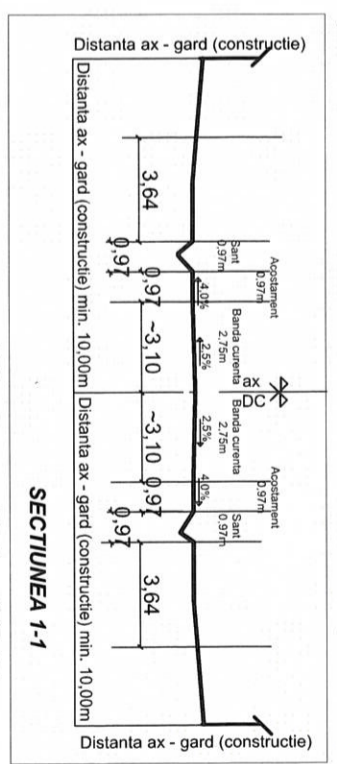 Distanta ax - gard (constructie)
Distanta ax - gard (constructie) min. 10,00m
3,64
0,97
Sant
0,97m
0,97
Acostament
0,97m
4,0%
~3,10
Banda curenta
2,75m
2,5%
ax
DC
~3,10
Banda curenta
2,75m
2,5%
0,97
Acostament
0,97m
4,0%
0,97
Sant
0,97m
3,64
Distanta ax - gard (constructie) min. 10,00m
Distanta ax - gard (constructie)
SECTIUNEA 1-1